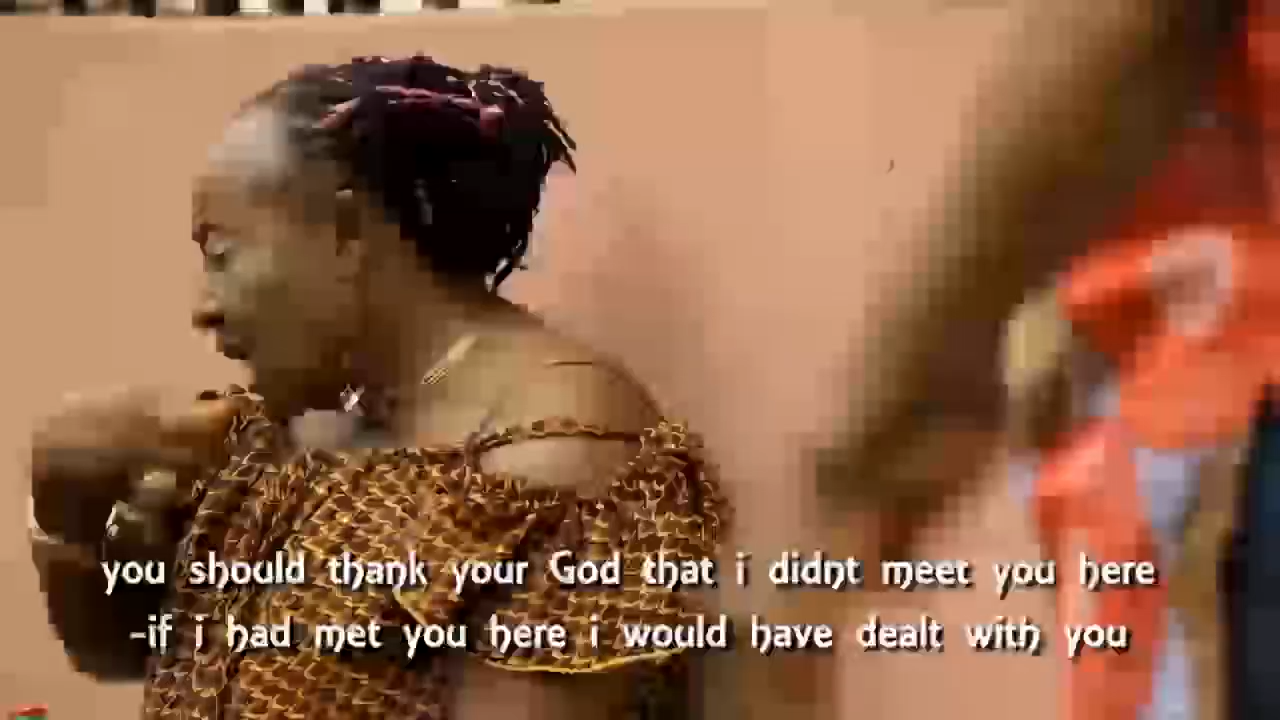 you should thank your God that i didnt meet you here
-if i had met you here i would have dealt with you